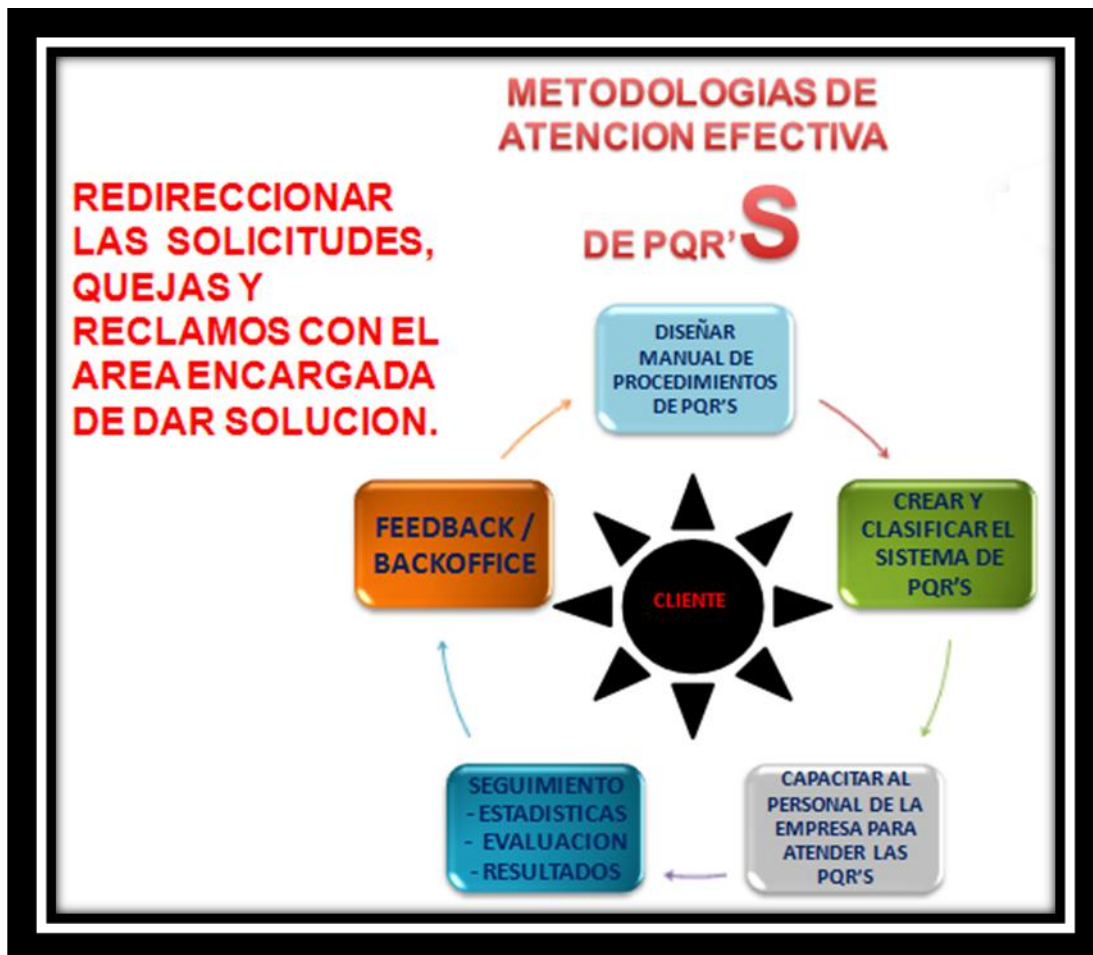 METODOLOGIAS DE
ATENCION EFECTIVA
DE PQR'S
REDIRECCIONAR
LAS SOLICITUDES,
QUEJAS Y
RECLAMOS CON EL
AREA ENCARGADA
DE DAR SOLUCION.
DISEÑAR
MANUAL DE
PROCEDIMIENTOS
DE PQR'S
CREAR Y
CLASIFICAR EL
SISTEMA DE
PQR'S
CAPACITAR AL
PERSONAL DE LA
EMPRESA PARA
ATENDER LAS
PQR'S
SEGUIMIENTO
- ESTADISTICAS
- EVALUACION
- RESULTADOS
FEEDBACK /
BACKOFFICE
CLIENTE